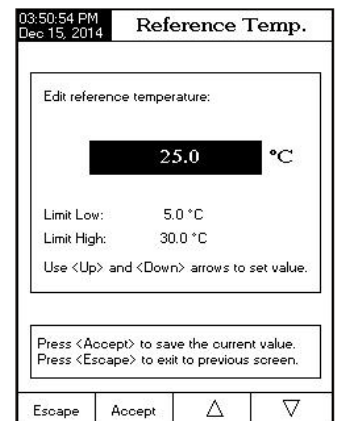 03:50:54 PM
Dec 15, 2014
Reference Temp.
Edit reference temperature:
25.0 °C
Limit Low: 5.0 °C
Limit High: 30.0 °C
Use <Up> and <Down> arrows to set value.
Press <Accept> to save the current value.
Press <Escape> to exit to previous screen.
Escape Accept △ ▽